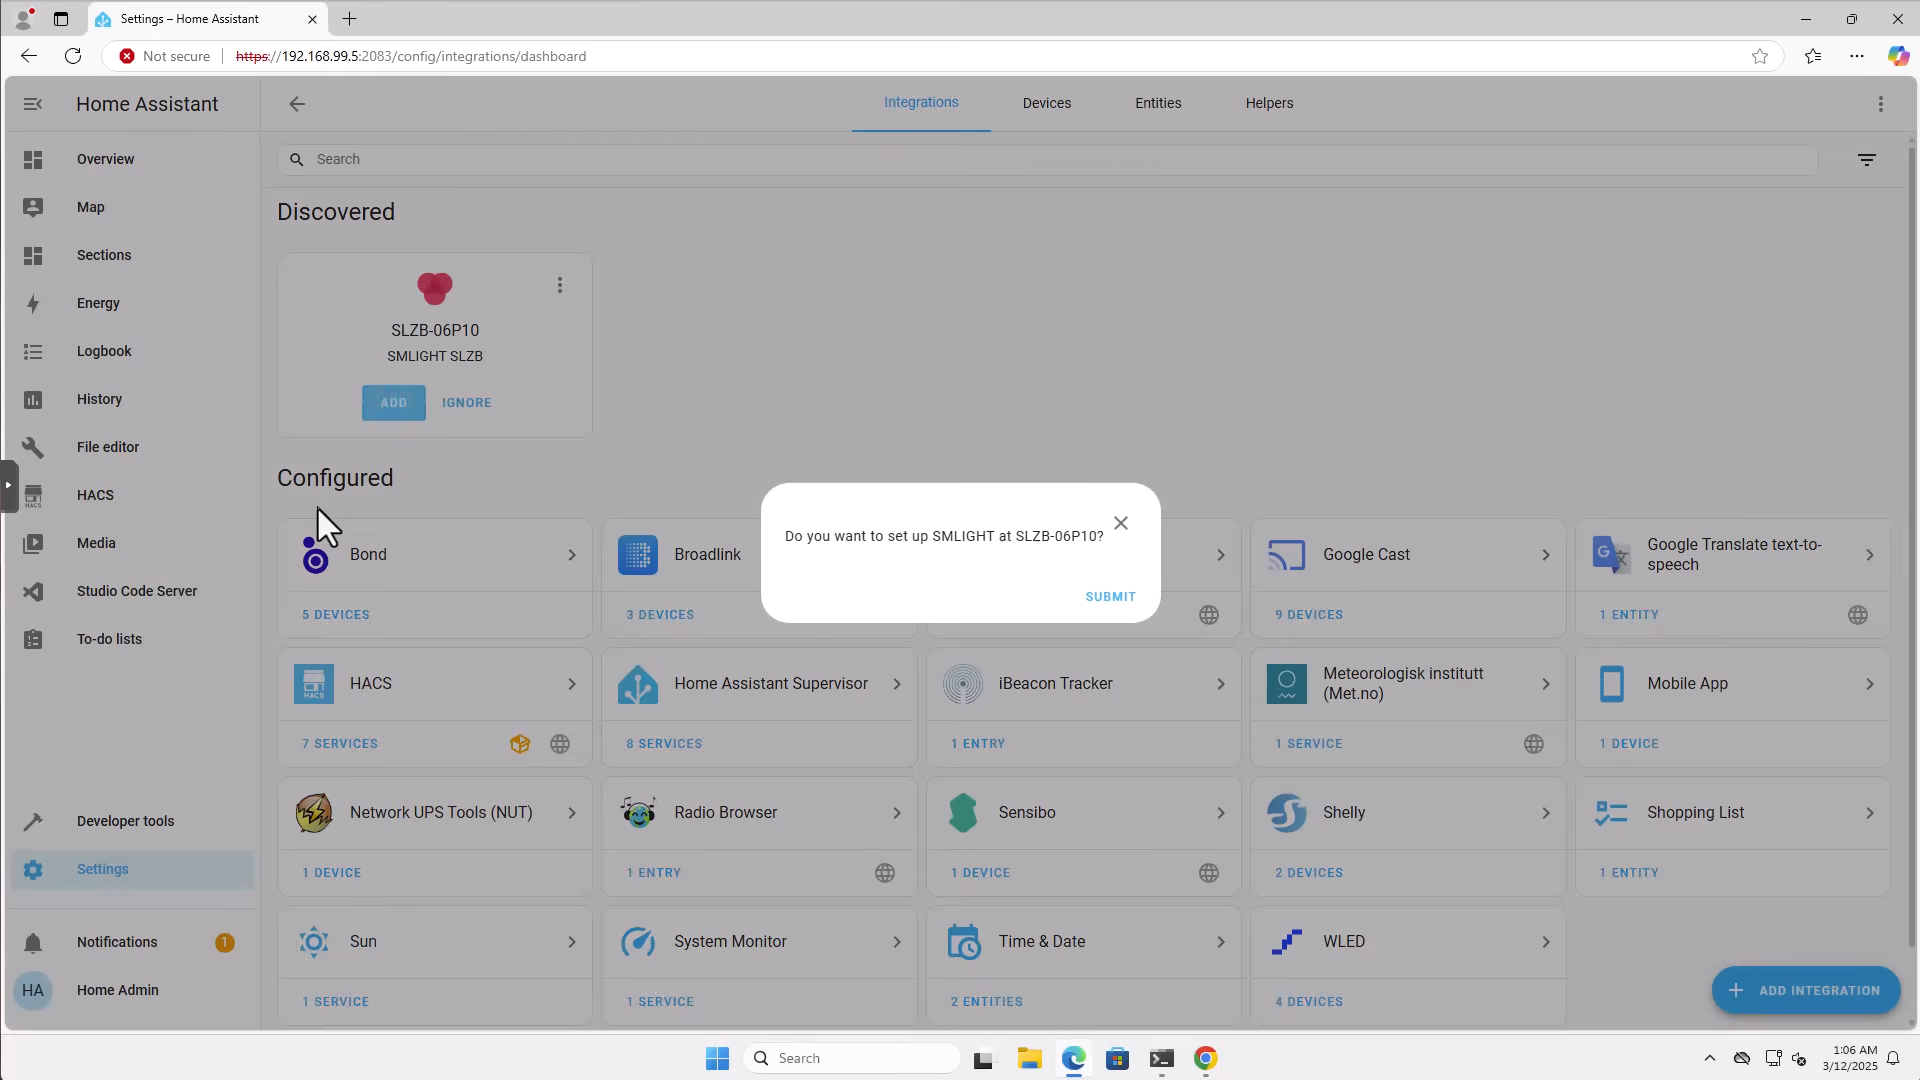 Settings – Home Assistant
Not secure
https://192.168.99.5:2083/config/integrations/dashboard
Home Assistant
Integrations
Devices
Entities
Helpers
Search
Overview
Map
Sections
Energy
Logbook
History
File editor
HACS
HACS
Media
Studio Code Server
To-do lists
Developer tools
Settings
Notifications
1
HA
Home Admin
Discovered
SLZB-06P10
SMLIGHT SLZB
ADD
IGNORE
Configured
Do you want to set up SMLIGHT at SLZB-06P10?
SUBMIT
Bond
5 DEVICES
Broadlink
3 DEVICES
Google Cast
9 DEVICES
G
Google Translate text-to-
speech
1 ENTITY
HACS
HACS
7 SERVICES
Home Assistant Supervisor
8 SERVICES
iBeacon Tracker
1 ENTRY
Meteorologisk institutt
(Met.no)
1 SERVICE
Mobile App
1 DEVICE
Network UPS Tools (NUT)
1 DEVICE
Radio Browser
1 ENTRY
Sensibo
1 DEVICE
Shelly
2 DEVICES
Shopping List
1 ENTITY
Sun
1 SERVICE
System Monitor
1 SERVICE
Time & Date
2 ENTITIES
WLED
4 DEVICES
ADD INTEGRATION
Search
1:06 AM
3/12/2025